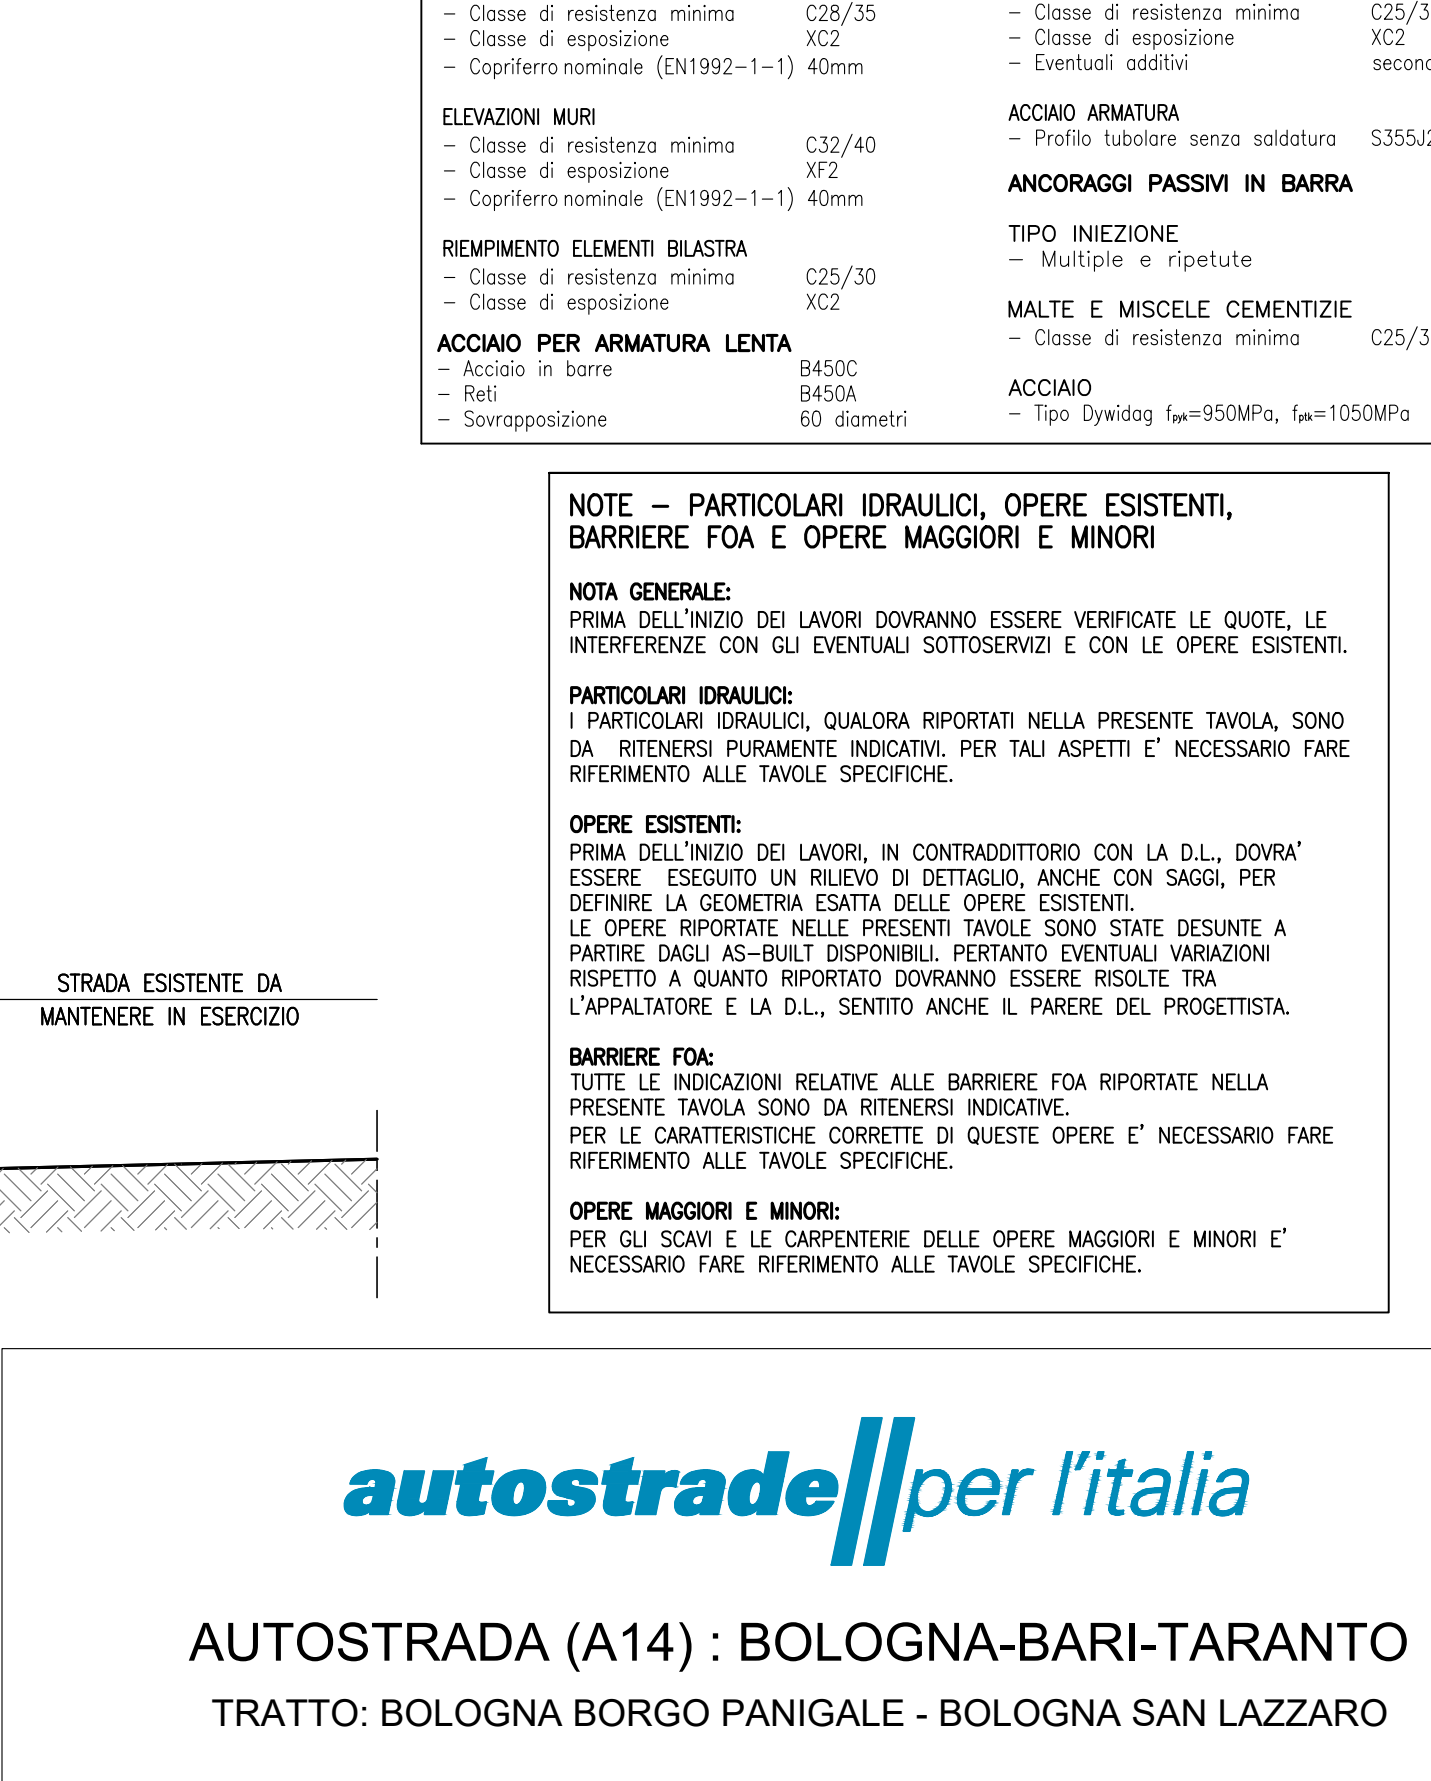 – Classe di resistenza minima C28/35
– Classe di esposizione XC2
– Copriferro nominale (EN1992–1–1) 40mm
ELEVAZIONI MURI
– Classe di resistenza minima C32/40
– Classe di esposizione XF2
– Copriferro nominale (EN1992–1–1) 40mm
RIEMPIMENTO ELEMENTI BILASTRA
– Classe di resistenza minima C25/30
– Classe di esposizione XC2
ACCIAIO PER ARMATURA LENTA
– Acciaio in barre B450C
– Reti B450A
– Sovrapposizione 60 diametri
– Classe di resistenza minima C25/3
– Classe di esposizione XC2
– Eventuali additivi
ACCIAIO ARMATURA
– Profilo tubolare senza saldatura S355J2
ANCORAGGI PASSIVI IN BARRA
TIPO INIEZIONE
– Multiple e ripetute
MALTE E MISCELE CEMENTIZIE
– Classe di resistenza minima C25/3
ACCIAIO
– Tipo Dywidag fpyk=950MPa, fptk=1050MPa
NOTE – PARTICOLARI IDRAULICI, OPERE ESISTENTI,
BARRIERE FOA E OPERE MAGGIORI E MINORI
NOTA GENERALE:
PRIMA DELL'INIZIO DEI LAVORI DOVRANNO ESSERE VERIFICATE LE QUOTE, LE
INTERFERENZE CON GLI EVENTUALI SOTTOSERVIZI E CON LE OPERE ESISTENTI.
PARTICOLARI IDRAULICI:
I PARTICOLARI IDRAULICI, QUALORA RIPORTATI NELLA PRESENTE TAVOLA, SONO
DA RITENERSI PURAMENTE INDICATIVI. PER TALI ASPETTI E' NECESSARIO FARE
RIFERIMENTO ALLE TAVOLE SPECIFICHE.
OPERE ESISTENTI:
PRIMA DELL'INIZIO DEI LAVORI, IN CONTRADDITTORIO CON LA D.L., DOVRA'
ESSERE ESEGUITO UN RILIEVO DI DETTAGLIO, ANCHE CON SAGGI, PER
DEFINIRE LA GEOMETRIA ESATTA DELLE OPERE ESISTENTI.
LE OPERE RIPORTATE NELLE PRESENTI TAVOLE SONO STATE DESUNTE A
PARTIRE DAGLI AS–BUILT DISPONIBILI. PERTANTO EVENTUALI VARIAZIONI
RISPETTO A QUANTO RIPORTATO DOVRANNO ESSERE RISOLTE TRA
L'APPALTATORE E LA D.L., SENTITO ANCHE IL PARERE DEL PROGETTISTA.
BARRIERE FOA:
TUTTE LE INDICAZIONI RELATIVE ALLE BARRIERE FOA RIPORTATE NELLA
PRESENTE TAVOLA SONO DA RITENERSI INDICATIVE.
PER LE CARATTERISTICHE CORRETTE DI QUESTE OPERE E' NECESSARIO FARE
RIFERIMENTO ALLE TAVOLE SPECIFICHE.
OPERE MAGGIORI E MINORI:
PER GLI SCAVI E LE CARPENTERIE DELLE OPERE MAGGIORI E MINORI E'
NECESSARIO FARE RIFERIMENTO ALLE TAVOLE SPECIFICHE.
STRADA ESISTENTE DA
MANTENERE IN ESERCIZIO
autostrade per l'italia
AUTOSTRADA (A14) : BOLOGNA-BARI-TARANTO
TRATTO: BOLOGNA BORGO PANIGALE - BOLOGNA SAN LAZZARO